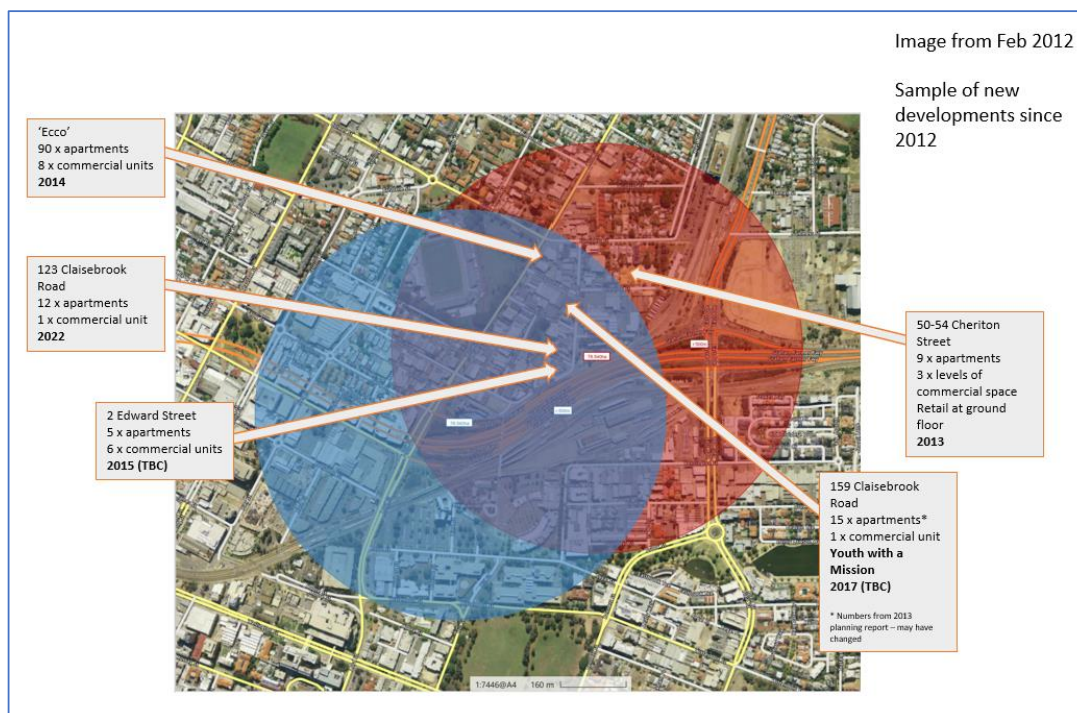 Image from Feb 2012
Sample of new
developments since
2012
'Ecco'
90 x apartments
8 x commercial units
2014
123 Claisebrook
Road
12 x apartments
1 x commercial unit
2022
2 Edward Street
5 x apartments
6 x commercial units
2015 (TBC)
50-54 Cheriton
Street
9 x apartments
3 x levels of
commercial space
Retail at ground
floor
2013
159 Claisebrook
Road
15 x apartments*
1 x commercial unit
Youth with a
Mission
2017 (TBC)
* Numbers from 2013
planning report – may have
changed
1:7446@A4 160 m